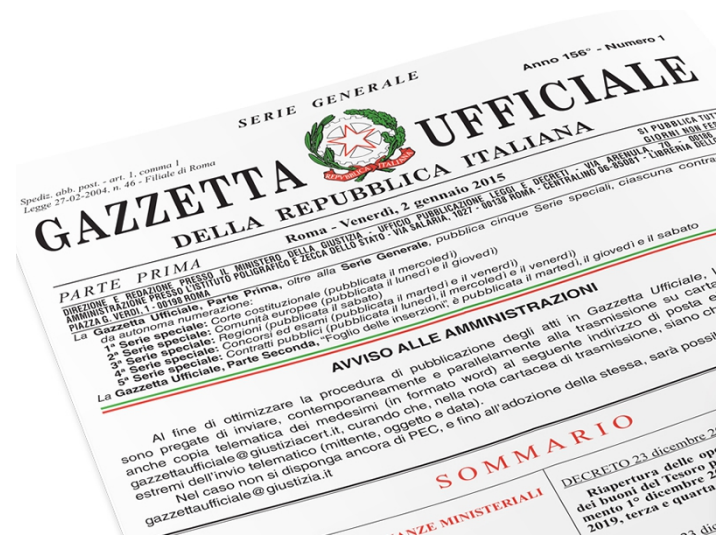 SERIE GENERALE
Anno 156° - Numero 1
Spediz. abb. post. - art. 1, comma 1
Legge 27-02-2004, n. 46 - Filiale di Roma
GAZZETTA UFFICIALE
REPVBBLICA ITALIANA
DELLA REPUBBLICA ITALIANA
PARTE PRIMA
Roma - Venerdì, 2 gennaio 2015
SI PUBBLICA TUTT
GIORNI NON FES
DIREZIONE E REDAZIONE PRESSO IL MINISTERO DELLA GIUSTIZIA - UFFICIO PUBBLICAZIONE LEGGI E DECRETI - VIA ARENULA, 70 - 00186
AMMINISTRAZIONE PRESSO L'ISTITUTO POLIGRAFICO E ZECCA DELLO STATO - VIA SALARIA, 1027 - 00138 ROMA - CENTRALINO 06-85081 - LIBRERIA DELLO
PIAZZA G. VERDI, 1 - 00198 ROMA
La Gazzetta Ufficiale, Parte Prima, oltre alla Serie Generale, pubblica cinque Serie speciali, ciascuna contra
da autonoma numerazione:
1ª Serie speciale: Corte costituzionale (pubblicata il mercoledì)
2ª Serie speciale: Comunità europee (pubblicata il lunedì e il giovedì)
3ª Serie speciale: Regioni (pubblicata il sabato)
4ª Serie speciale: Concorsi ed esami (pubblicata il martedì e il venerdì)
5ª Serie speciale: Contratti pubblici (pubblicata il lunedì, il mercoledì e il venerdì)
La Gazzetta Ufficiale, Parte Seconda, "Foglio delle inserzioni", è pubblicata il martedì, il giovedì e il sabato
AVVISO ALLE AMMINISTRAZIONI
Al fine di ottimizzare la procedura di pubblicazione degli atti in Gazzetta Ufficiale,
sono pregate di inviare, contemporaneamente e parallelamente alla trasmissione su carta
anche copia telematica dei medesimi (in formato word) al seguente indirizzo di posta e
gazzettaufficiale@giustiziacert.it, curando che, nella nota cartacea di trasmissione, siano ch
estremi dell'invio telematico (mittente, oggetto e data).
Nel caso non si disponga ancora di PEC, e fino all'adozione della stessa, sarà possi
gazzettaufficiale@giustizia.it
SOMMARIO
ANZE MINISTERIALI
DECRETO 23 dicembre
Riapertura delle ope
dei buoni del Tesoro p
mento 1° dicembre 2
2019, terza e quarta